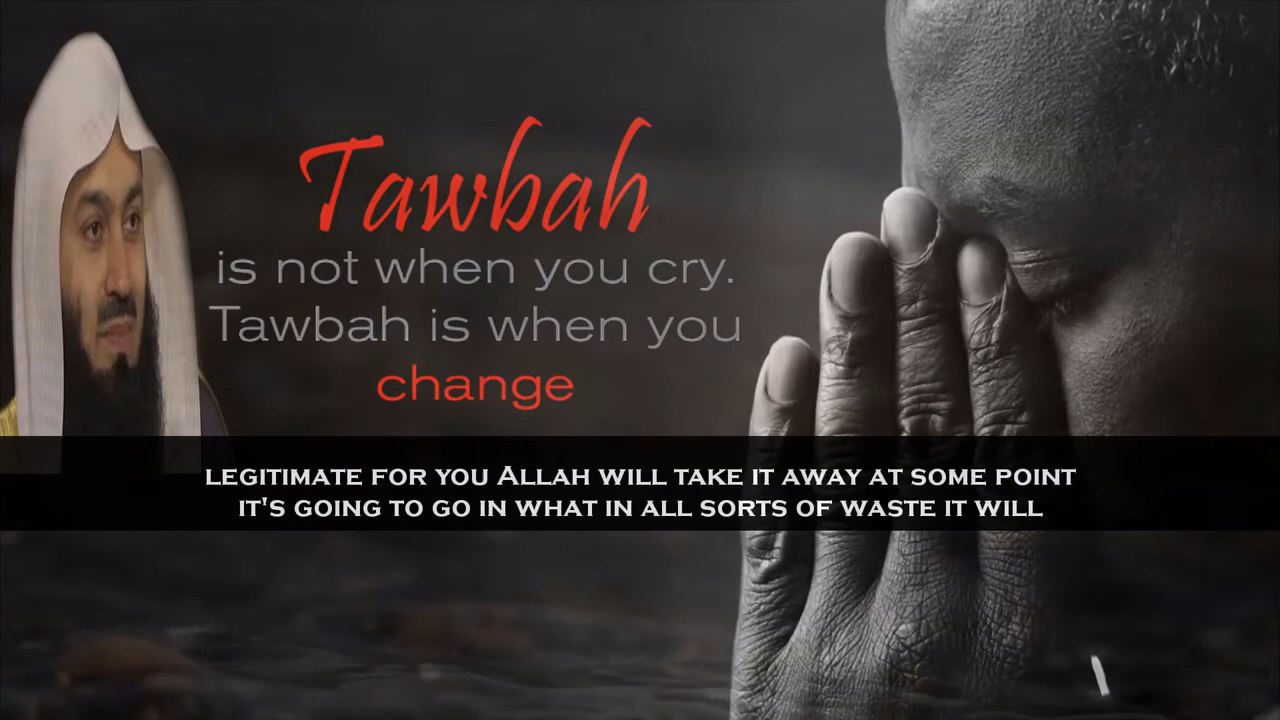 Tawbah
is not when you cry.
Tawbah is when you
change
LEGITIMATE FOR YOU ALLAH WILL TAKE IT AWAY AT SOME POINT
IT'S GOING TO GO IN WHAT IN ALL SORTS OF WASTE IT WILL